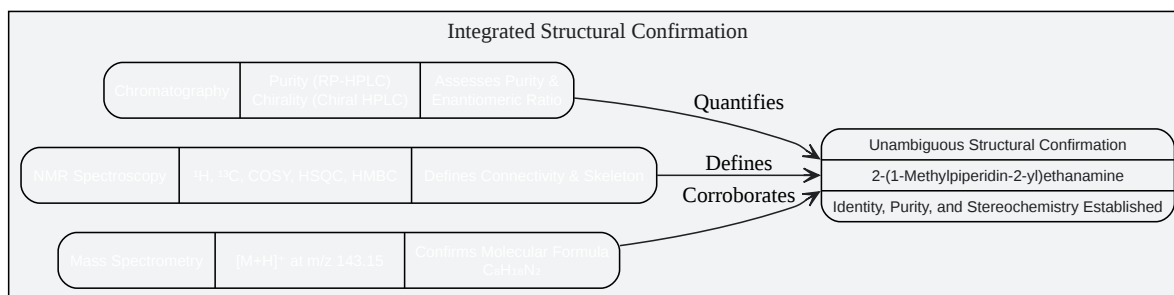 Integrated Structural Confirmation
Chromatography
Purity (RP-HPLC)
Chirality (Chiral HPLC)
Assesses Purity &
Enantiomeric Ratio
Quantifies
NMR Spectroscopy
¹H, ¹³C, COSY, HSQC, HMBC
Defines Connectivity & Skeleton
Defines
Mass Spectrometry
[M+H]⁺ at m/z 143.15
Confirms Molecular Formula
C₈H₁₈N₂
Corroborates
Unambiguous Structural Confirmation
2-(1-Methylpiperidin-2-yl)ethanamine
Identity, Purity, and Stereochemistry Established